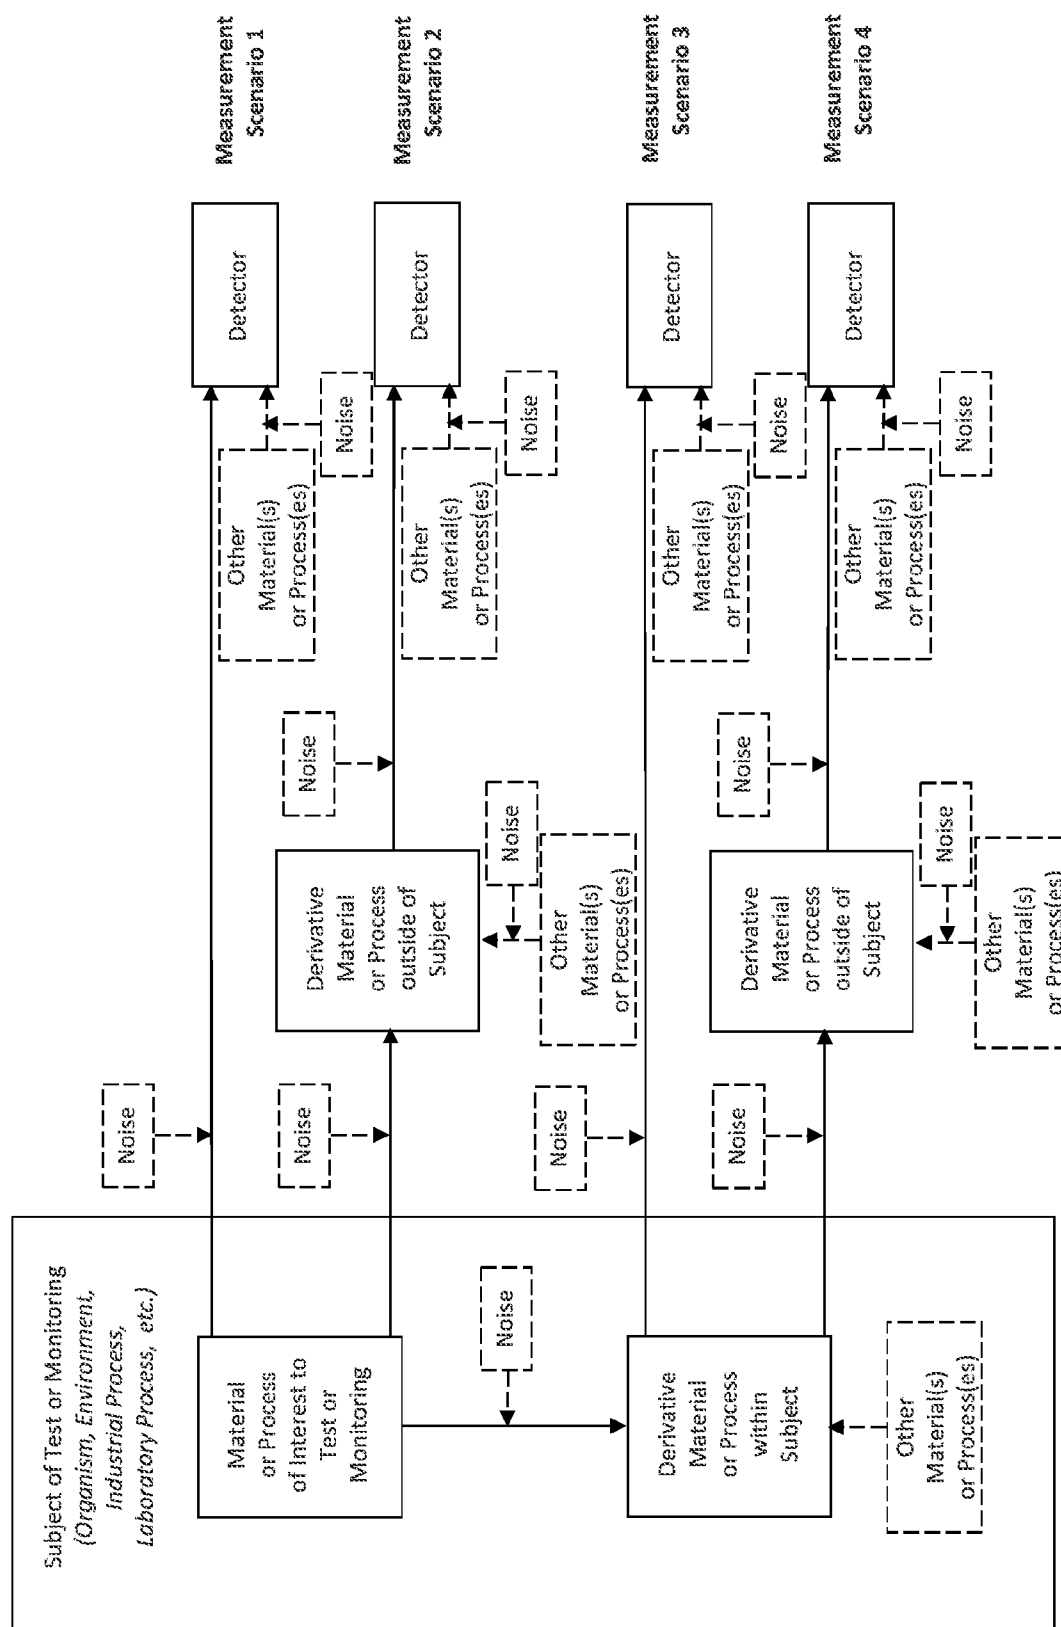 Subject of Test or Monitoring
(Organism, Environment,
Industrial Process,
Laboratory Process, etc.)
Material
or Process
of Interest to
Test or
Monitoring
Noise
Derivative
Material
or Process
within
Subject
Other
Material(s)
or Process(es)
Noise
Other
Material(s)
or Process(es)
Noise
Detector
Measurement
Scenario 1
Noise
Derivative
Material
or Process
outside of
Subject
Noise
Other
Material(s)
or Process(es)
Noise
Other
Material(s)
or Process(es)
Noise
Detector
Measurement
Scenario 2
Noise
Other
Material(s)
or Process(es)
Noise
Detector
Measurement
Scenario 3
Noise
Derivative
Material
or Process
outside of
Subject
Noise
Other
Material(s)
or Process(es)
Noise
Other
Material(s)
or Process(es)
Noise
Detector
Measurement
Scenario 4